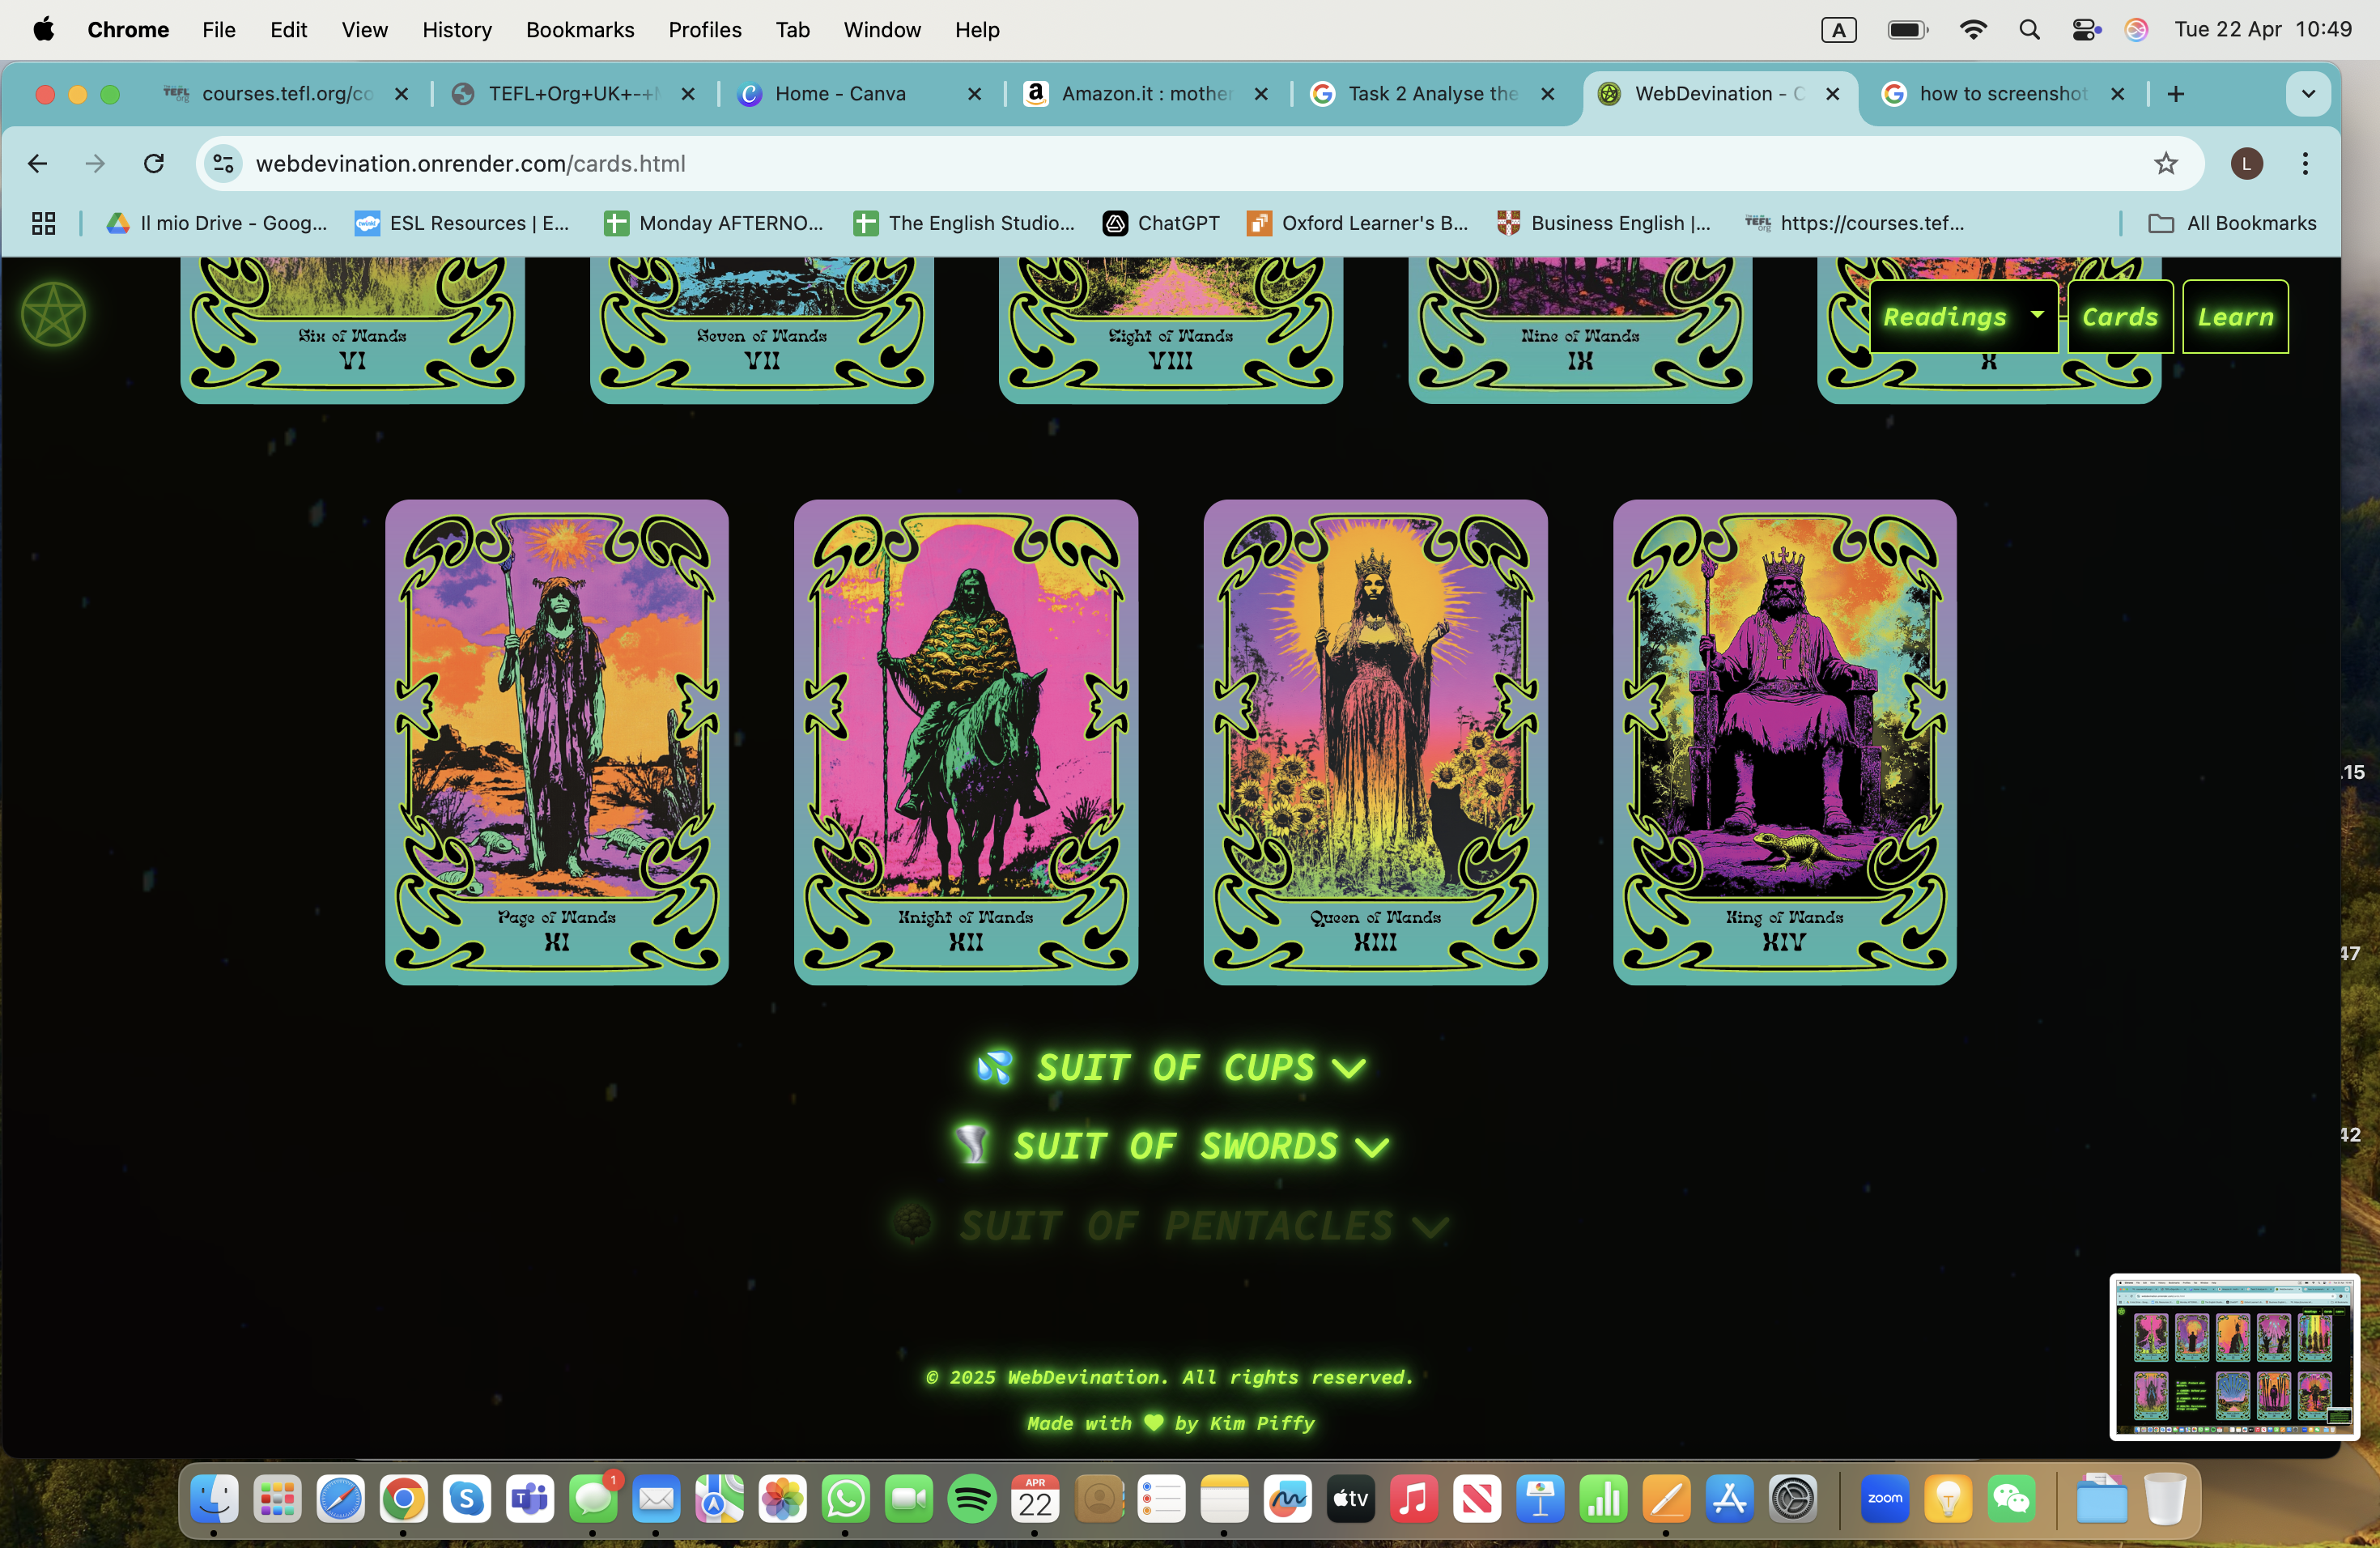 Chrome File Edit View History Bookmarks Profiles Tab Window Help A Tue 22 Apr 10:49
courses.tefl.org/co TEFL+Org+UK+-+M Home - Canva Amazon.it : mother Task 2 Analyse the WebDevination - C how to screenshot
webdevination.onrender.com/cards.html L
Il mio Drive - Goog... ESL Resources | E... Monday AFTERNO... The English Studio... ChatGPT Oxford Learner's B... Business English |... https://courses.tef... All Bookmarks
Readings Cards Learn
Six of Wands Seven of Wands Eight of Wands Nine of Wands
VI VII VIII IX X
.15
47
42
Page of Wands Knight of Wands Queen of Wands King of Wands
XI XII XIII XIV
SUIT OF CUPS
SUIT OF SWORDS
SUIT OF PENTACLES
© 2025 WebDevination. All rights reserved.
Made with 💚 by Kim Piffy
1 APR 22 tv zoom